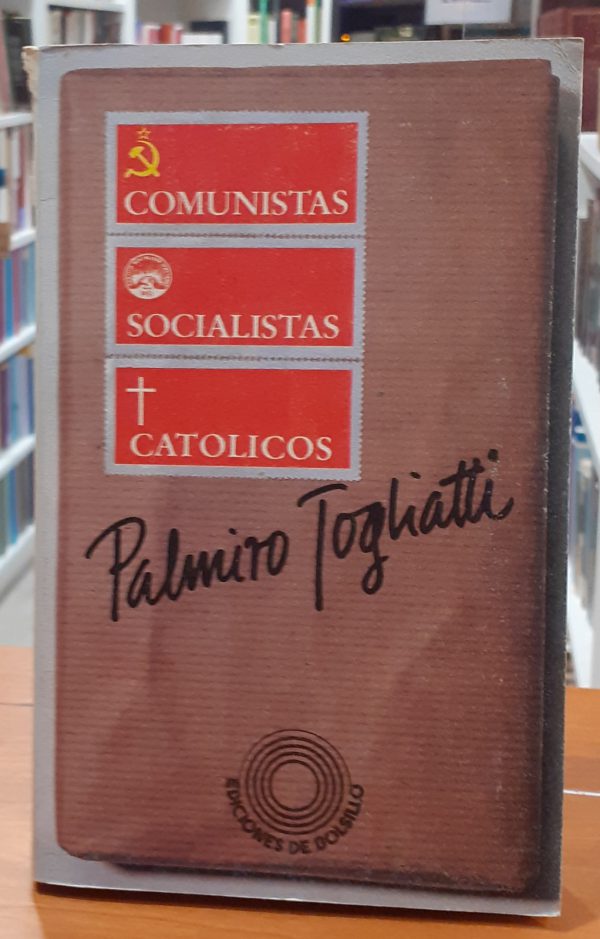 COMUNISTAS
SOCIALISTAS
CATOLICOS
Palmiro Togliatti
EDICIONES DE BOLSILLO